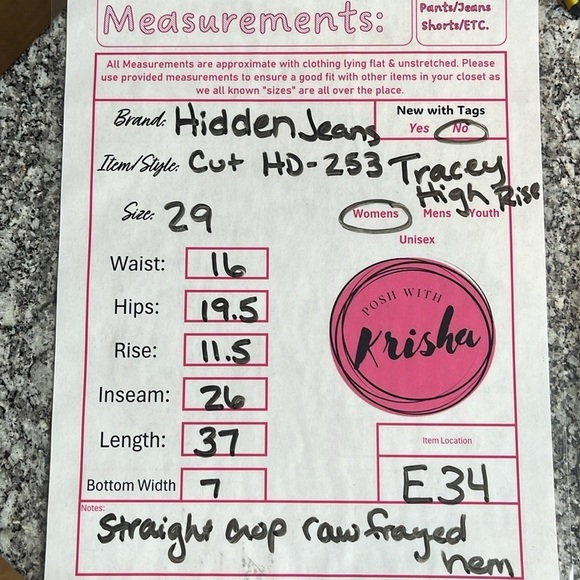 Measurements:
Pants/Jeans
Shorts/ETC.
All Measurements are approximate with clothing lying flat & unstretched. Please
use provided measurements to ensure a good fit with other items in your closet as
we all known "sizes" are all over the place.
Brand: Hidden Jeans
New with Tags
Yes No
Item/Style: Cut HD-253 Tracey
High Rise
Size: 29
Womens Mens Youth
Unisex
Waist: 16
Hips: 19.5
Rise: 11.5
Inseam: 26
Length: 37
Bottom Width 7
POSH WITH
Krisha
Item Location
E34
Notes:
Straight crop raw frayed
hem